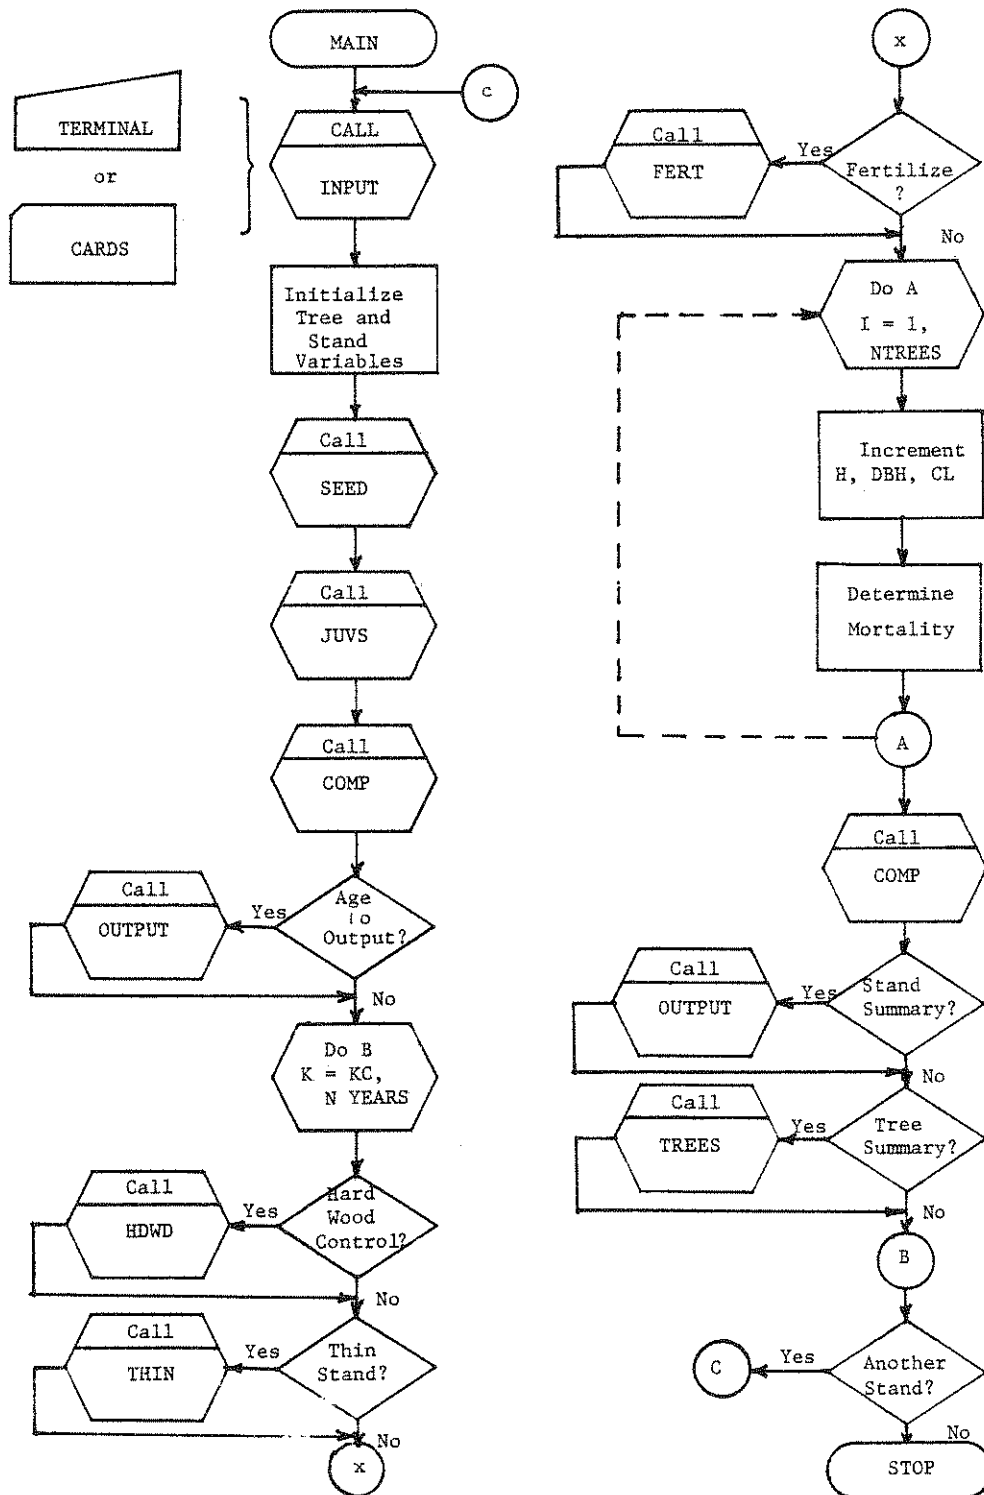 MAIN
c
TERMINAL
or
CARDS
CALL
INPUT
Initialize
Tree and
Stand
Variables
Call
SEED
Call
JUVS
Call
COMP
Age
to
Output?
Yes
Call
OUTPUT
No
Do B
K = KC,
N YEARS
Hard
Wood
Control?
Yes
Call
HDWD
No
Thin
Stand?
Yes
Call
THIN
No
x
x
Fertilize
?
Yes
Call
FERT
No
Do A
I = 1,
NTREES
Increment
H, DBH, CL
Determine
Mortality
A
Call
COMP
Stand
Summary?
Yes
Call
OUTPUT
No
Tree
Summary?
Yes
Call
TREES
No
B
Another
Stand?
Yes
C
No
STOP